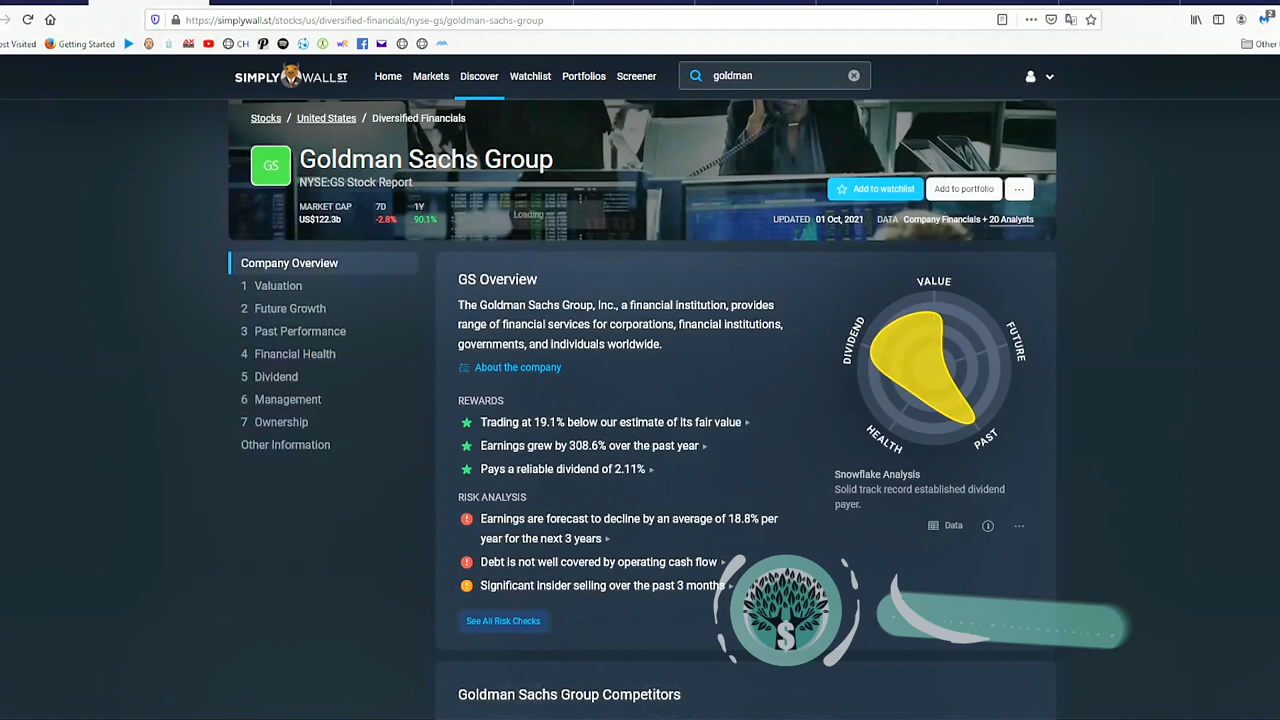 https://simplywall.st/stocks/us/diversified-financials/nyse-gs/goldman-sachs-group
ost Visited
Getting Started
CH
Other
SIMPLY WALL ST
Home
Markets
Discover
Watchlist
Portfolios
Screener
goldman
Stocks / United States / Diversified Financials
GS
Goldman Sachs Group
NYSE:GS Stock Report
Add to watchlist
Add to portfolio
MARKET CAP
US$122.3b
7D
-2.8%
1Y
90.1%
Loading
UPDATED 01 Oct, 2021 DATA Company Financials + 20 Analysts
Company Overview
1 Valuation
2 Future Growth
3 Past Performance
4 Financial Health
5 Dividend
6 Management
7 Ownership
Other Information
GS Overview
The Goldman Sachs Group, Inc., a financial institution, provides
range of financial services for corporations, financial institutions,
governments, and individuals worldwide.
About the company
REWARDS
Trading at 19.1% below our estimate of its fair value
Earnings grew by 308.6% over the past year
Pays a reliable dividend of 2.11%
RISK ANALYSIS
Earnings are forecast to decline by an average of 18.8% per
year for the next 3 years
Debt is not well covered by operating cash flow
Significant insider selling over the past 3 months
See All Risk Checks
VALUE
FUTURE
PAST
HEALTH
DIVIDEND
Snowflake Analysis
Solid track record established dividend
payer.
Data
S
Goldman Sachs Group Competitors